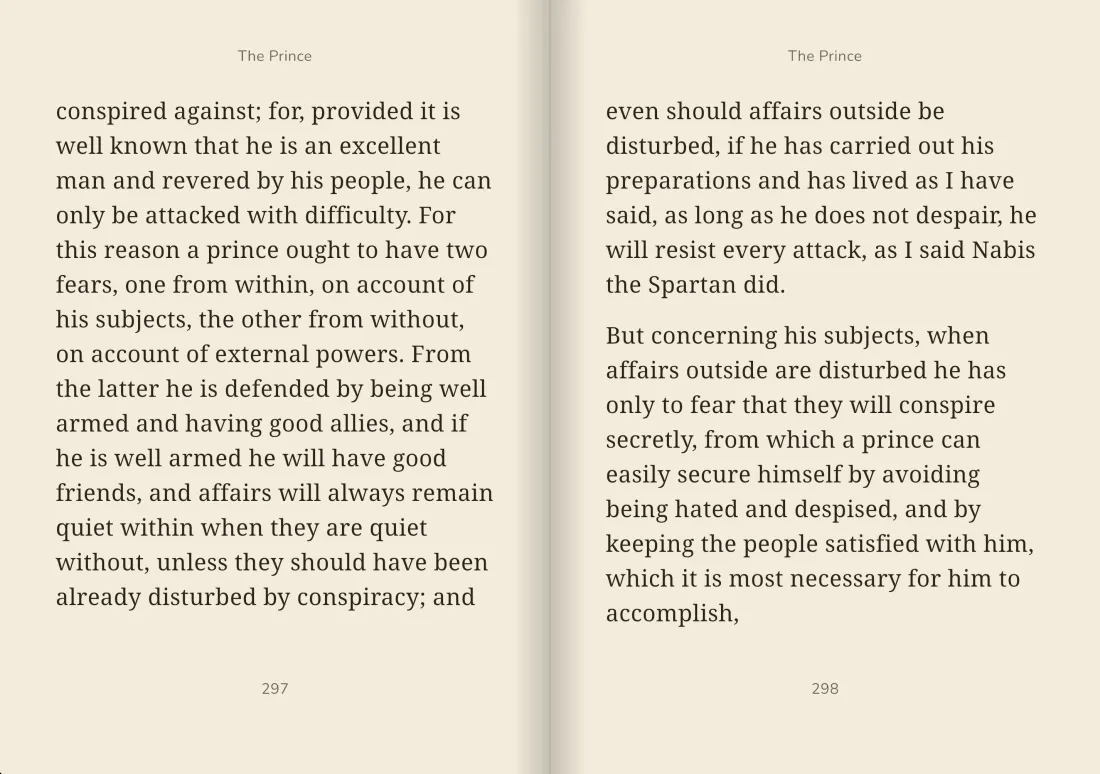 The Prince
conspired against; for, provided it is
well known that he is an excellent
man and revered by his people, he can
only be attacked with difficulty. For
this reason a prince ought to have two
fears, one from within, on account of
his subjects, the other from without,
on account of external powers. From
the latter he is defended by being well
armed and having good allies, and if
he is well armed he will have good
friends, and affairs will always remain
quiet within when they are quiet
without, unless they should have been
already disturbed by conspiracy; and
297
The Prince
even should affairs outside be
disturbed, if he has carried out his
preparations and has lived as I have
said, as long as he does not despair, he
will resist every attack, as I said Nabis
the Spartan did.
But concerning his subjects, when
affairs outside are disturbed he has
only to fear that they will conspire
secretly, from which a prince can
easily secure himself by avoiding
being hated and despised, and by
keeping the people satisfied with him,
which it is most necessary for him to
accomplish,
298